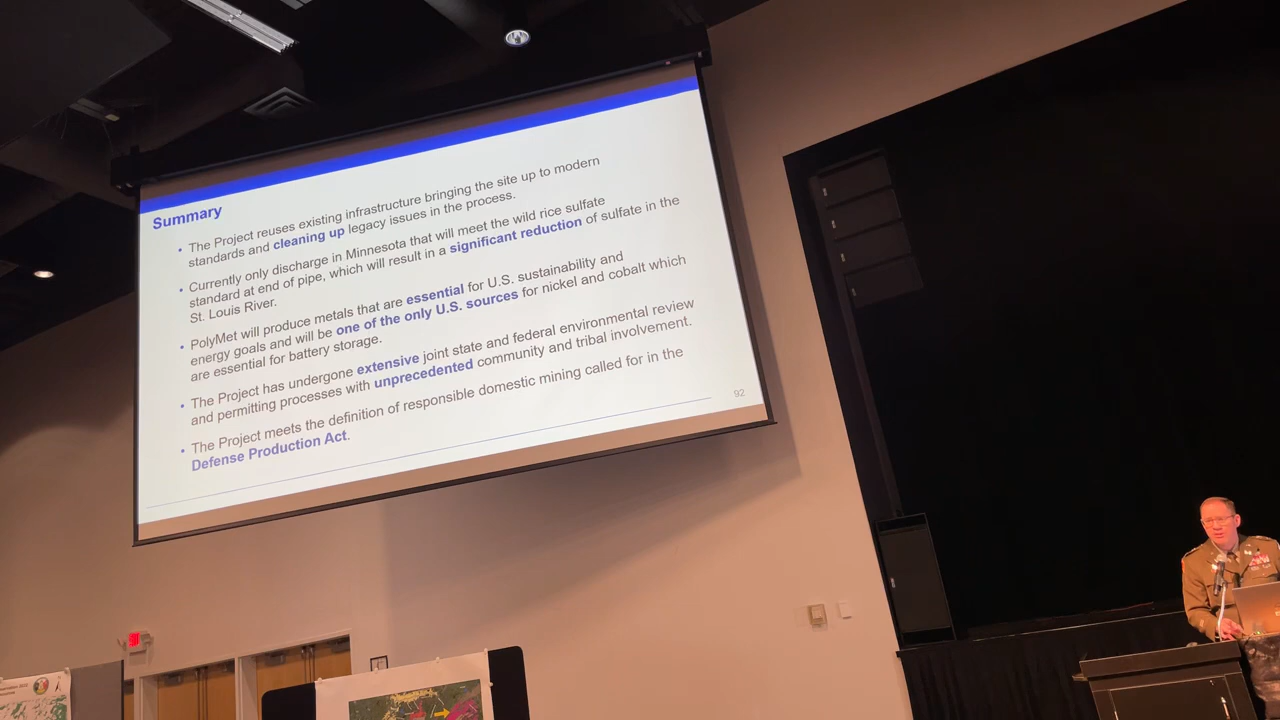 Summary
• The Project reuses existing infrastructure bringing the site up to modern
standards and cleaning up legacy issues in the process.
• Currently only discharge in Minnesota that will meet the wild rice sulfate
standard at end of pipe, which will result in a significant reduction of sulfate in the
St. Louis River.
• PolyMet will produce metals that are essential for U.S. sustainability and
energy goals and will be one of the only U.S. sources for nickel and cobalt which
are essential for battery storage.
• The Project has undergone extensive joint state and federal environmental review
and permitting processes with unprecedented community and tribal involvement.
• The Project meets the definition of responsible domestic mining called for in the
Defense Production Act.
92